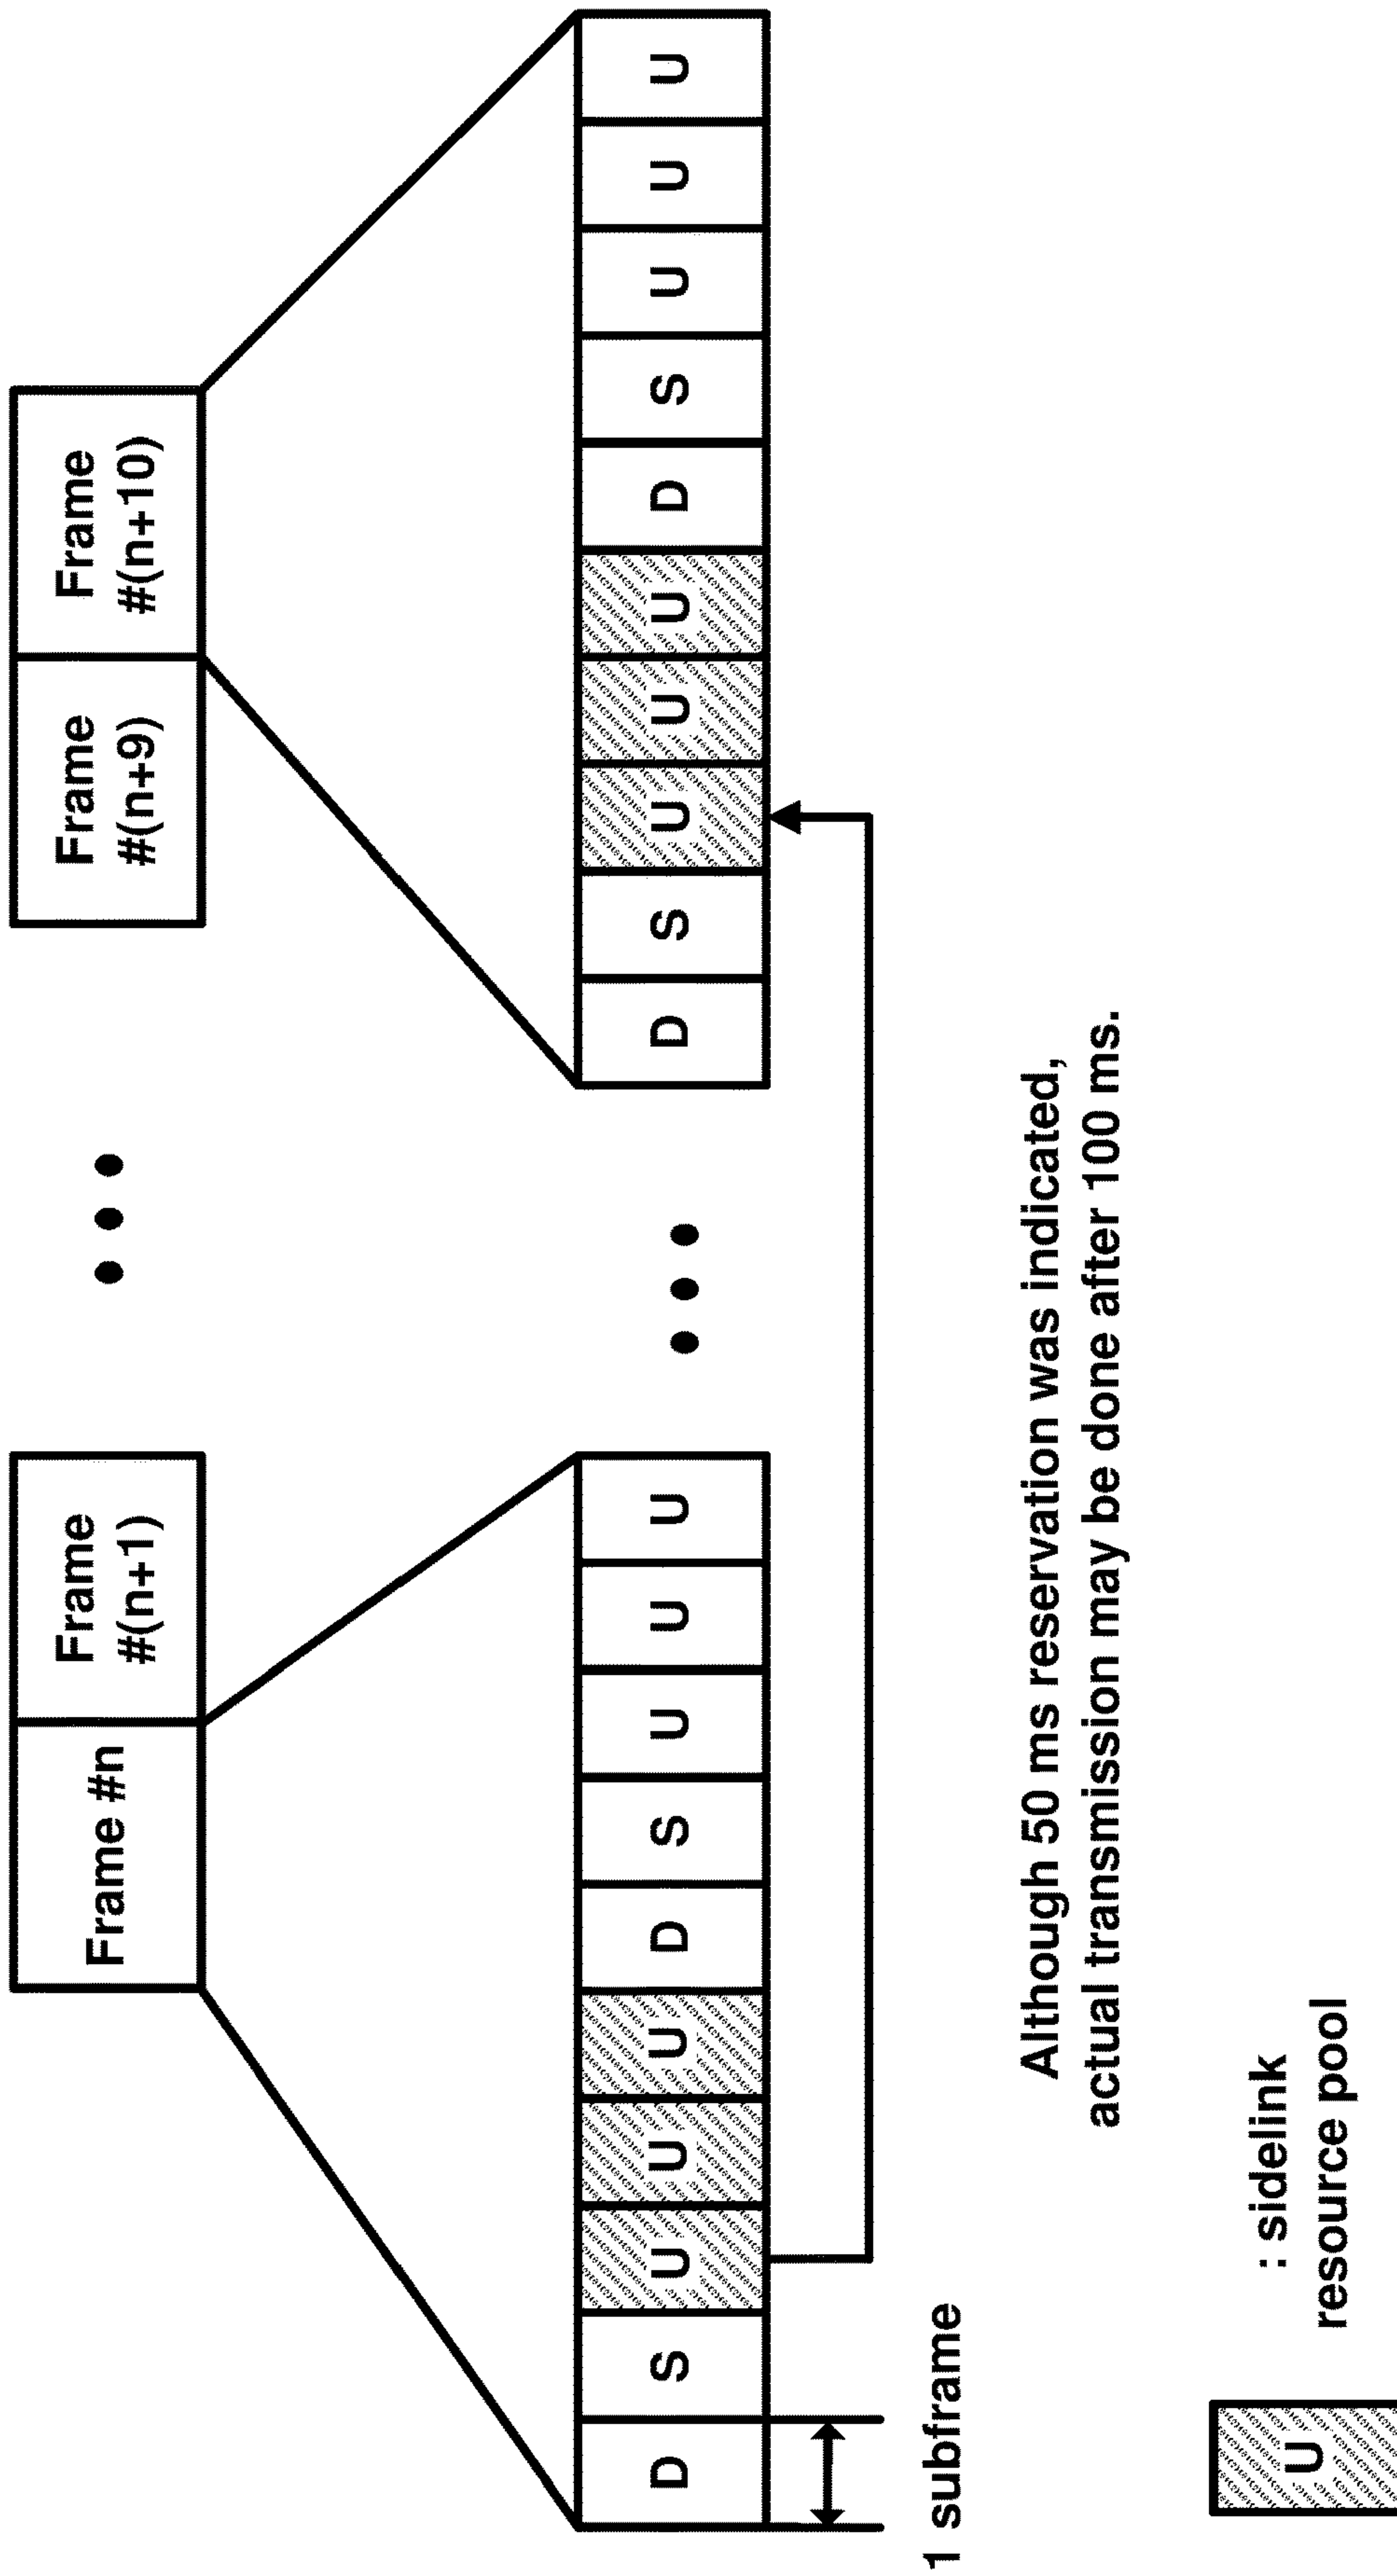 Frame #n
Frame
#(n+1)
Frame
#(n+9)
Frame
#(n+10)
D S U U U D S U U U
D S U U U D S U U U
1 subframe
Although 50 ms reservation was indicated,
actual transmission may be done after 100 ms.
U
: sidelink
resource pool